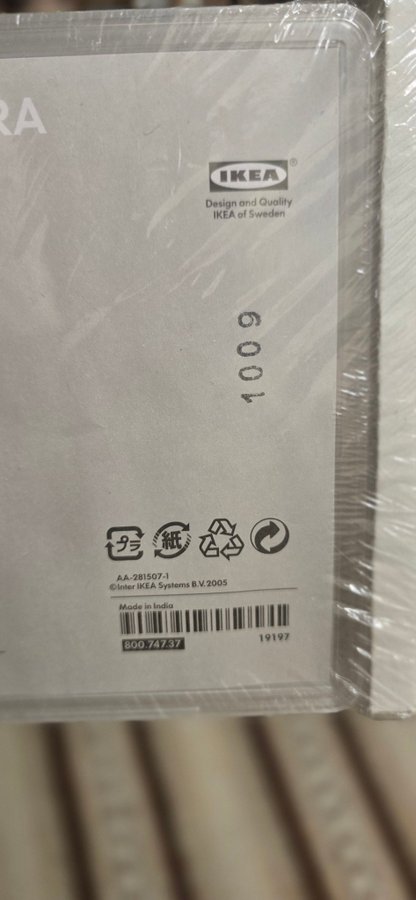 RA
IKEA®
Design and Quality
IKEA of Sweden
1009
プラ 紙
AA-281507-1
©Inter IKEA Systems B.V. 2005
Made in India
800.747.37
19197